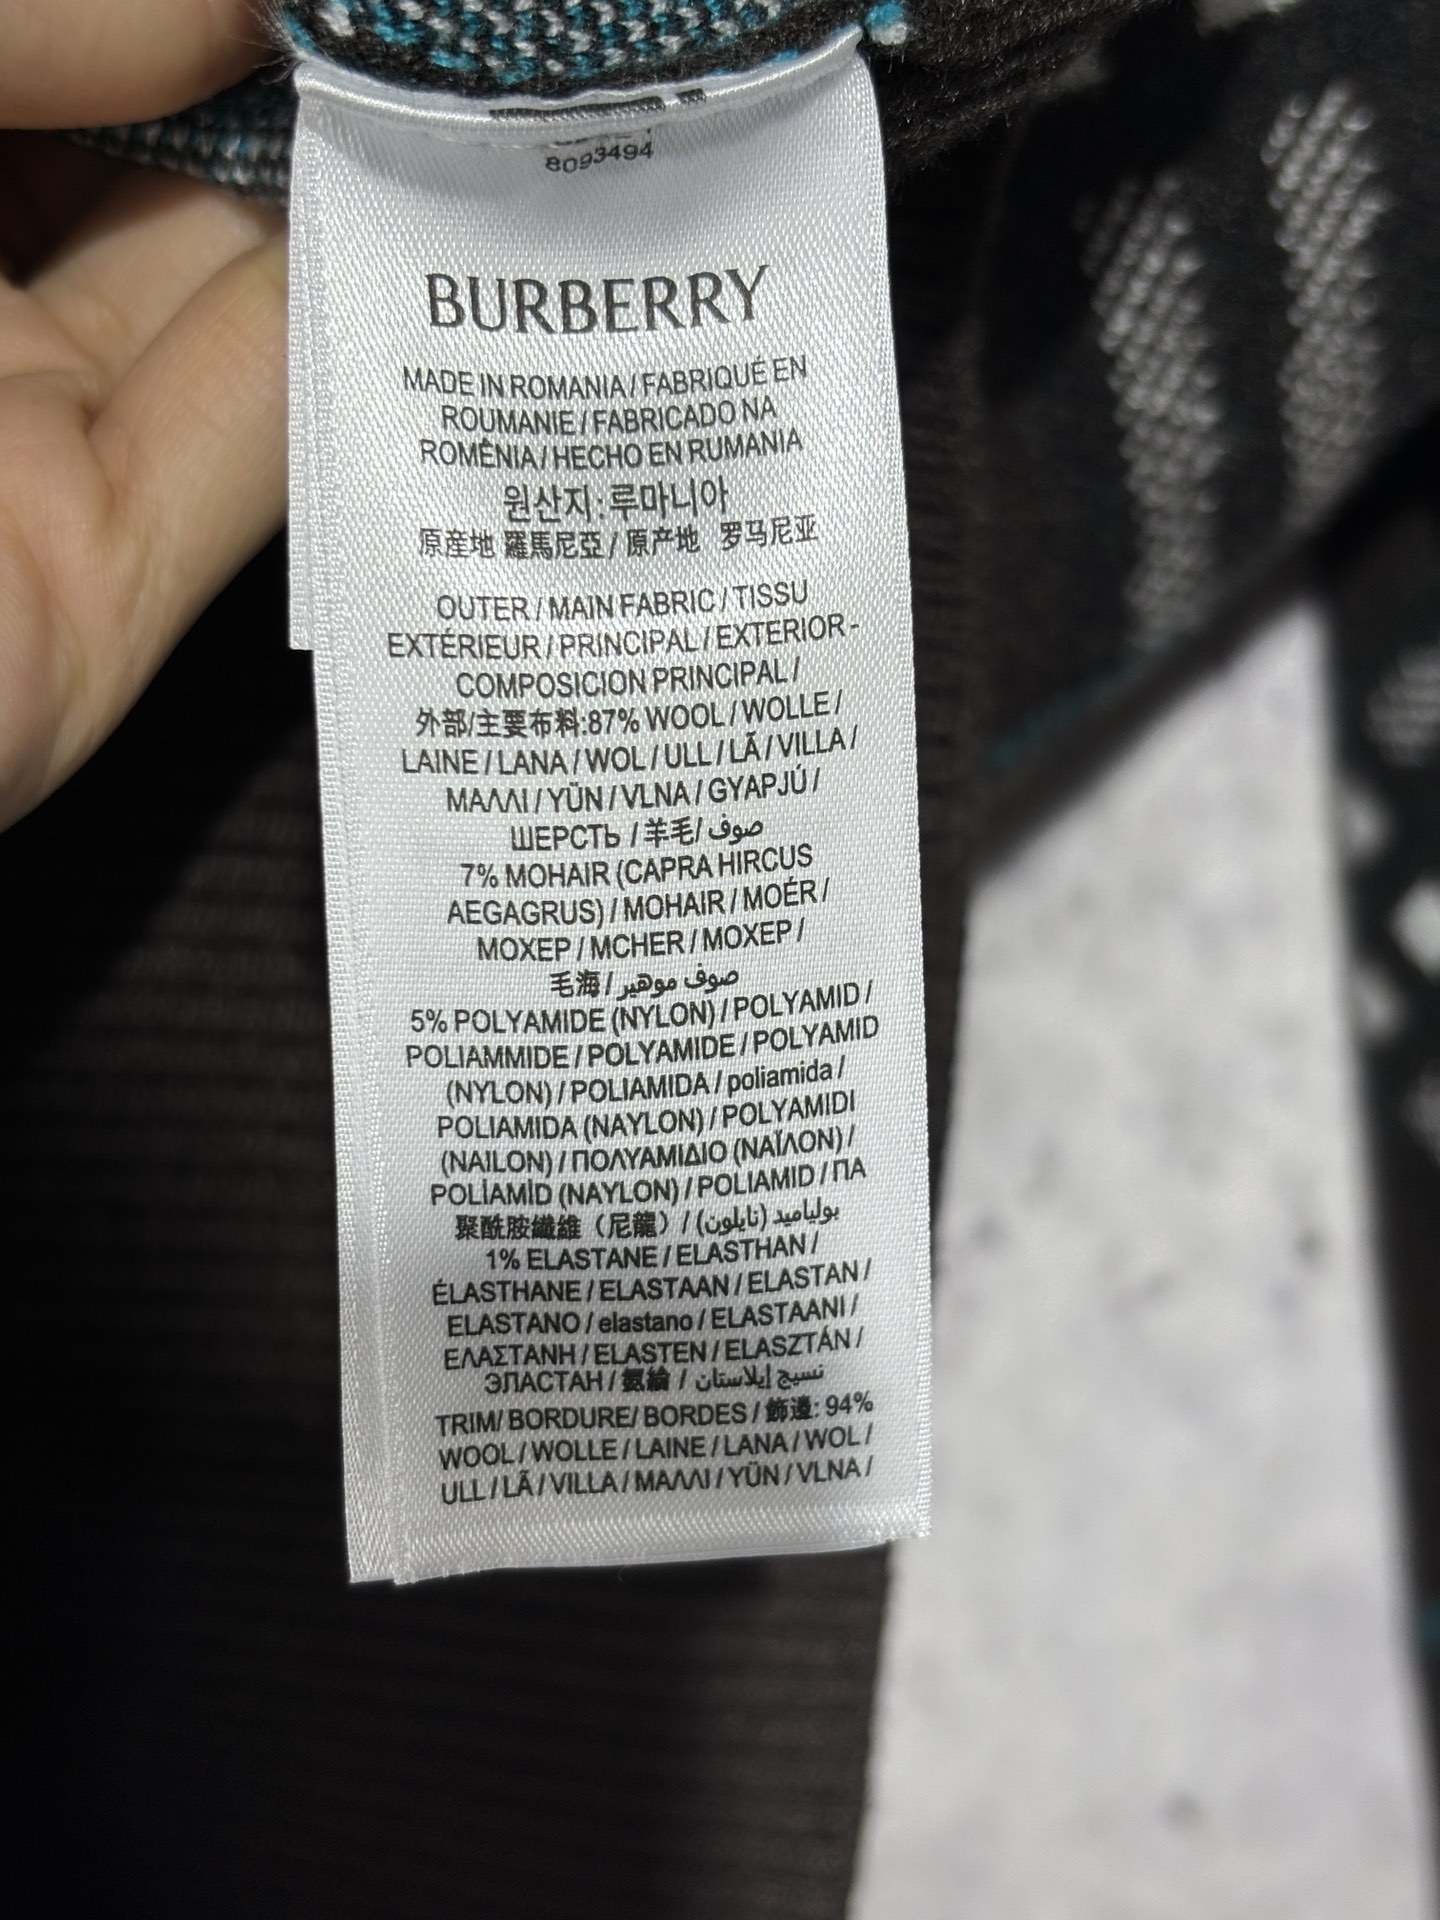 8093494
BURBERRY
MADE IN ROMANIA / FABRIQUÉ EN
ROUMANIE / FABRICADO NA
ROMÊNIA / HECHO EN RUMANIA
원산지:루마니아
原産地 羅馬尼亞 / 原产地 罗马尼亚
OUTER / MAIN FABRIC / TISSU
EXTÉRIEUR / PRINCIPAL / EXTERIOR -
COMPOSICION PRINCIPAL /
外部/主要布料:87% WOOL / WOLLE /
LAINE / LANA / WOL / ULL / LÃ / VILLA /
ΜΑΛΛΙ / YÜN / VLNA / GYAPJÚ /
ШЕРСТЬ / 羊毛/ صوف
7% MOHAIR (CAPRA HIRCUS
AEGAGRUS) / MOHAIR / MOÉR /
ΜΟΧΕΡ / MCHER / МОХЕР /
毛海 / صوف موهير
5% POLYAMIDE (NYLON) / POLYAMID /
POLIAMMIDE / POLYAMIDE / POLYAMID
(NYLON) / POLIAMIDA / poliamida /
POLIAMIDA (NAYLON) / POLYAMIDI
(NAILON) / ΠΟΛΥΑΜΙΔΙΟ (ΝΑΪΛΟΝ) /
POLİAMİD (NAYLON) / POLIAMID / ПА
聚酰胺纖維（尼龍）/ بولياميد (نايلون)
1% ELASTANE / ELASTHAN /
ÉLASTHANE / ELASTAAN / ELASTAN /
ELASTANO / elastano / ELASTAANI /
ΕΛΑΣΤΑΝΗ / ELASTEN / ELASZTÁN /
ЭЛАСТАН / 氨綸 / نسيج إيلاستان
TRIM/ BORDURE/ BORDES / 飾邊: 94%
WOOL / WOLLE / LAINE / LANA / WOL /
ULL / LÃ / VILLA / ΜΑΛΛΙ / YÜN / VLNA /